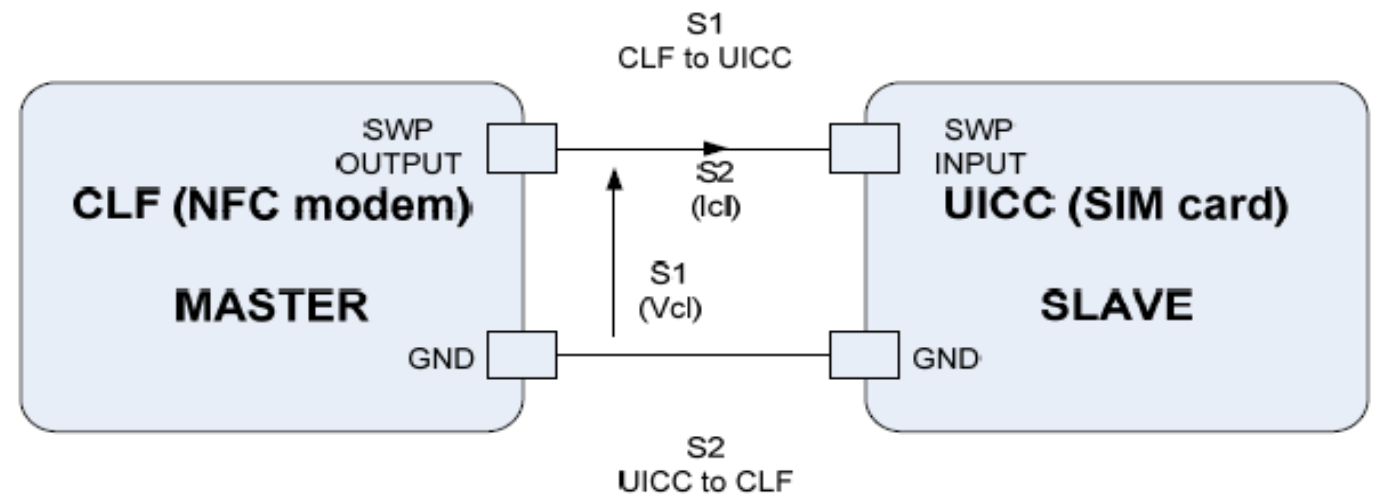 S1
CLF to UICC
SWP
OUTPUT
SWP
INPUT
S2
(Icl)
CLF (NFC modem)
UICC (SIM card)
S1
(Vcl)
MASTER
SLAVE
GND
GND
S2
UICC to CLF